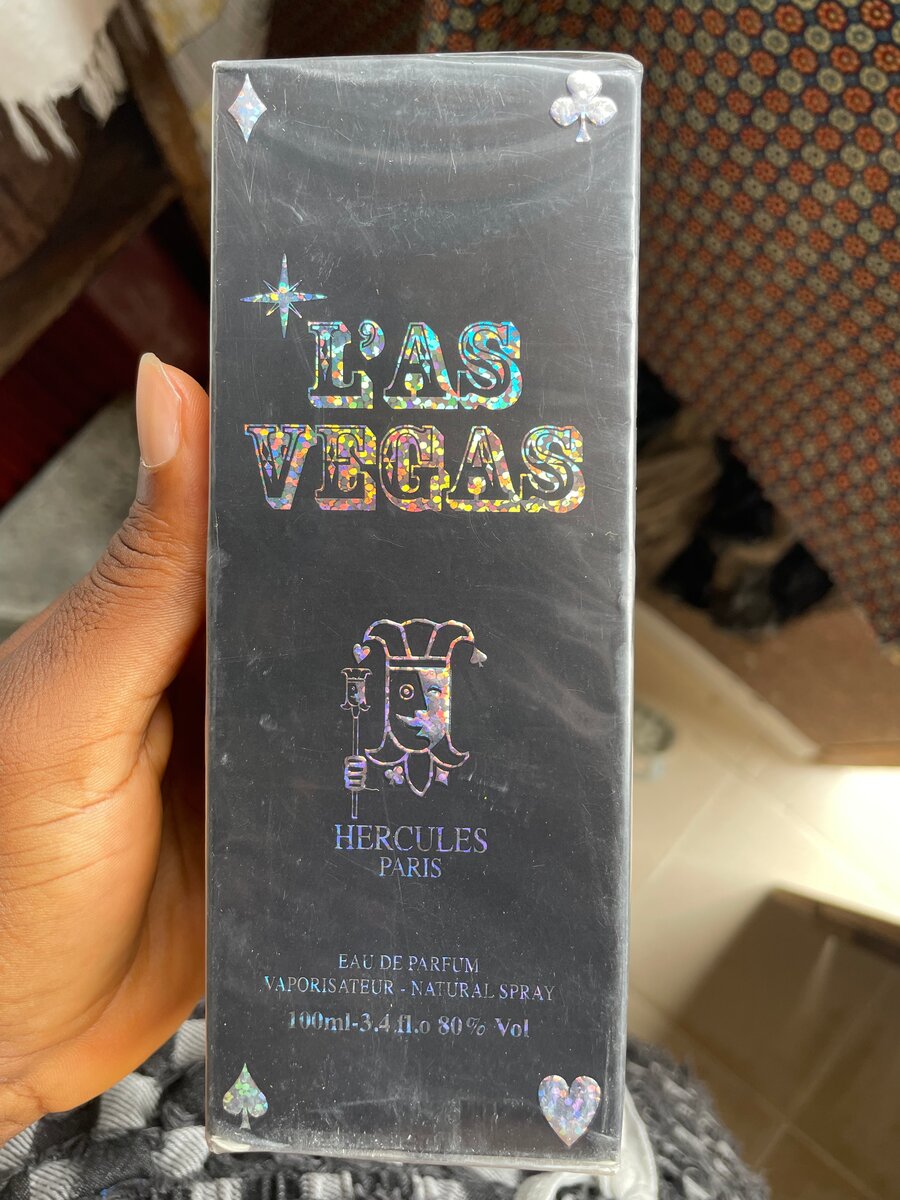 L'AS
VEGAS
HERCULES
PARIS
EAU DE PARFUM
VAPORISATEUR - NATURAL SPRAY
100ml-3.4.fl.o 80% Vol